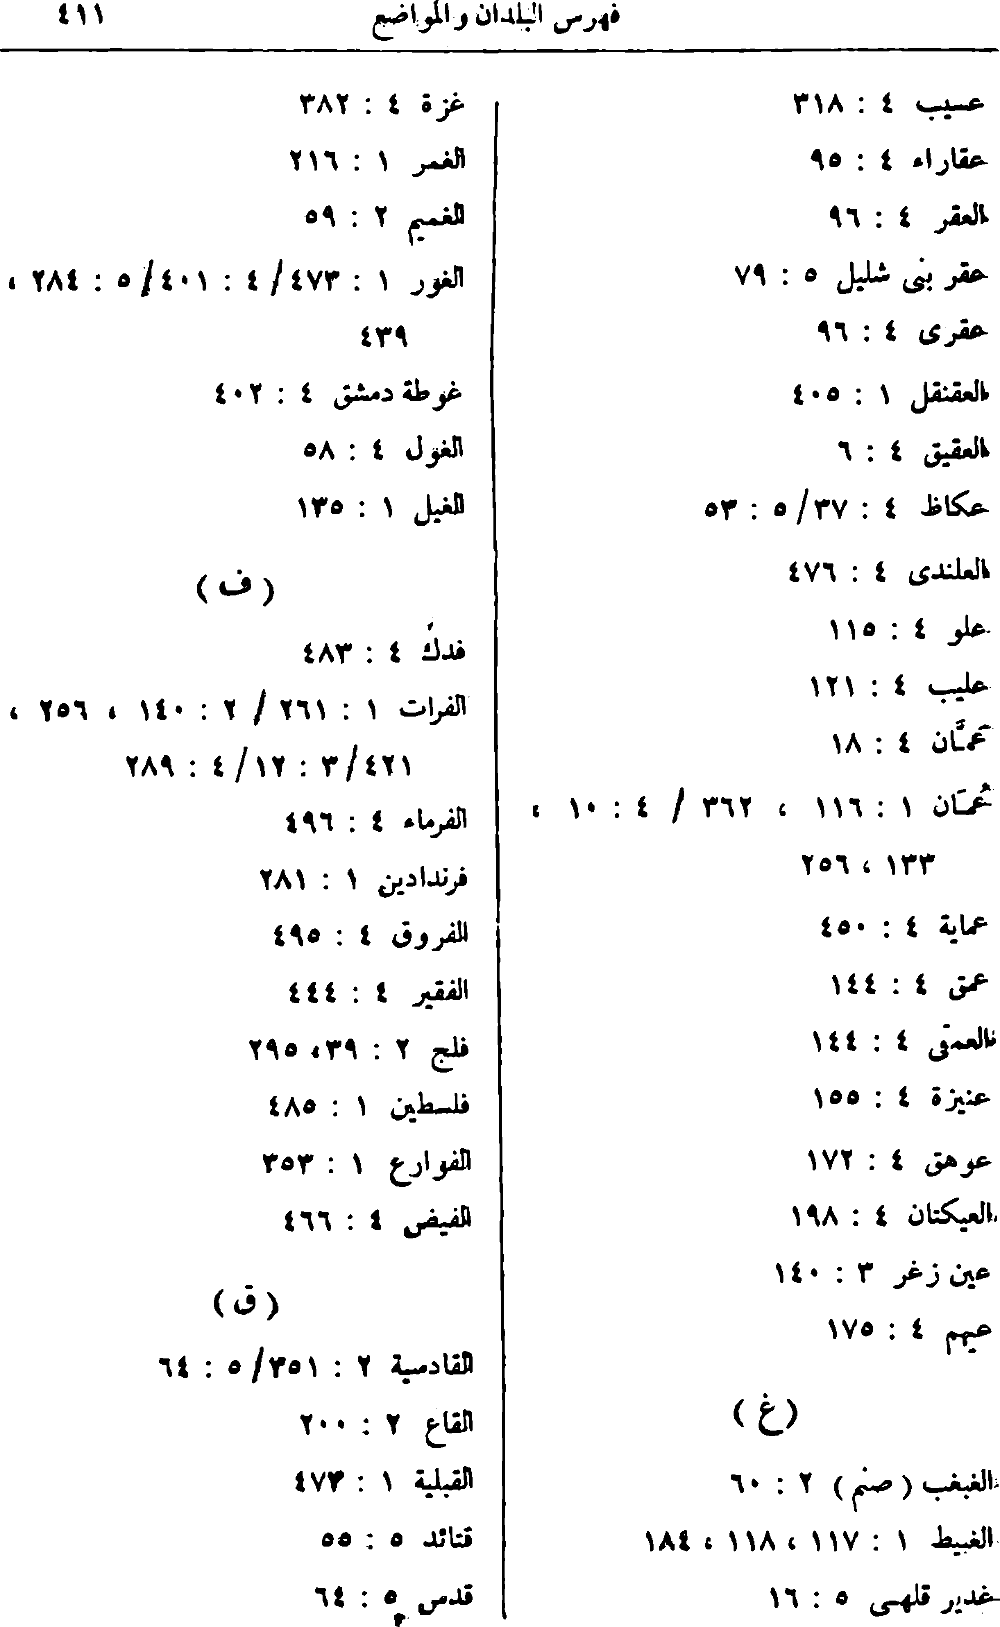 فهرس البلدان والمواضع ٤١١
عسيب ٤ : ٣١٨
عقاراء ٤ : ٩٥
العقر ٤ : ٩٦
عقر بنى شليل ٥ : ٧٩
عقرى ٤ : ٩٦
العقنقل ١ : ٤٠٥
العقيق ٤ : ٦
عكاظ ٤ : ٣٧/ ٥ : ٥٣
العلندى ٤ : ٤٧٦
علو ٤ : ١١٥
عليب ٤ : ١٢١
عَمَّان ٤ : ١٨
عُمَان ١ : ١١٦ ، ٣٦٢ / ٤ : ١٠ ،
١٣٣ ، ٢٥٦
عماية ٤ : ٤٥٠
عمق ٤ : ١٤٤
العمقى ٤ : ١٤٤
عنيزة ٤ : ١٥٥
عوهق ٤ : ١٧٢
العيكتان ٤ : ١٩٨
عين زغر ٣ : ١٤٠
عيهم ٤ : ١٧٥
(غ)
الغبغب (صنم) ٢ : ٦٠
الغبيط ١ : ١١٧ ، ١١٨ ، ١٨٤
غدير قلهى ٥ : ١٦
غزة ٤ : ٣٨٢
الغمر ١ : ٢١٦
الغميم ٢ : ٥٩
الغور ١ : ٤٧٣/ ٤ : ٤٠١/ ٥ : ٢٨٤ ،
٤٣٩
غوطة دمشق ٤ : ٤٠٢
الغول ٤ : ٥٨
الغيل ١ : ١٣٥
(ف)
فدك ٤ : ٤٨٣
الفرات ١ : ٢٦١ / ٢ : ١٤٠ ، ٢٥٦ ،
٤٢١/ ٣ : ١٢/ ٤ : ٢٨٩
الفرماء ٤ : ٤٩٦
فرندادين ١ : ٢٨١
الفروق ٤ : ٤٩٥
الفقير ٤ : ٤٤٤
فلج ٢ : ٣٩ ، ٢٩٥
فلسطين ١ : ٤٨٥
الفوارع ١ : ٣٥٣
الفيض ٤ : ٤٦٦
(ق)
القادسية ٢ : ٣٥١/ ٥ : ٦٤
القاع ٢ : ٢٠٠
القبلية ١ : ٤٧٣
قتائد ٥ : ٥٥
قدس ٥ : ٦٤